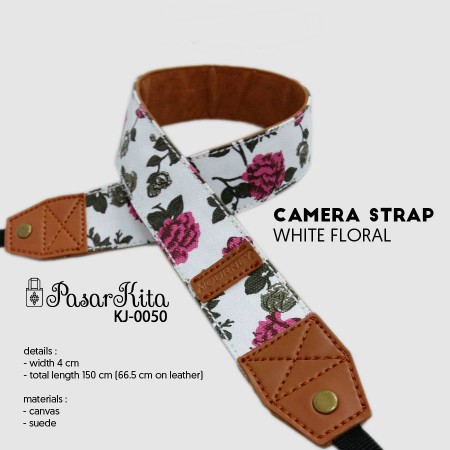 CAMERA STRAP
WHITE FLORAL
PasarKita
KJ-0050
details :
- width 4 cm
- total length 150 cm (66.5 cm on leather)
materials :
- canvas
- suede